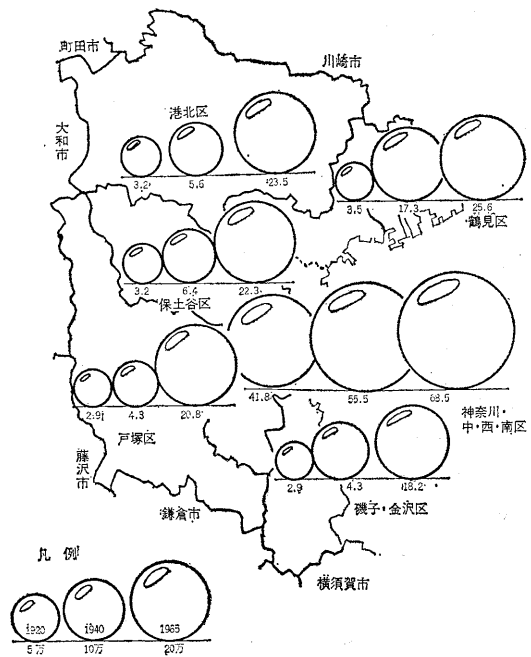 町田市
川崎市
大和市
港北区
3.2
5.6
23.5
3.5
17.3
25.6
鶴見区
3.2
6.4
22.3
保土谷区
41.8
55.5
68.5
神奈川・
中・西・南区
2.9
4.3
20.8
戸塚区
藤沢市
2.9
4.3
18.2
磯子・金沢区
鎌倉市
横須賀市
凡例
1920
1940
1965
5万
10万
20万